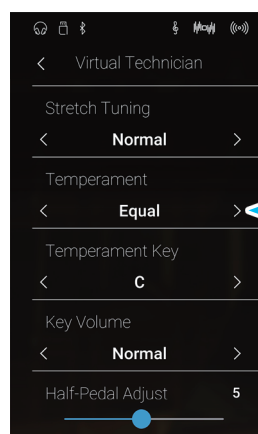 Virtual Technician
Stretch Tuning
Normal
Temperament
Equal
Temperament Key
C
Key Volume
Normal
Half-Pedal Adjust 5